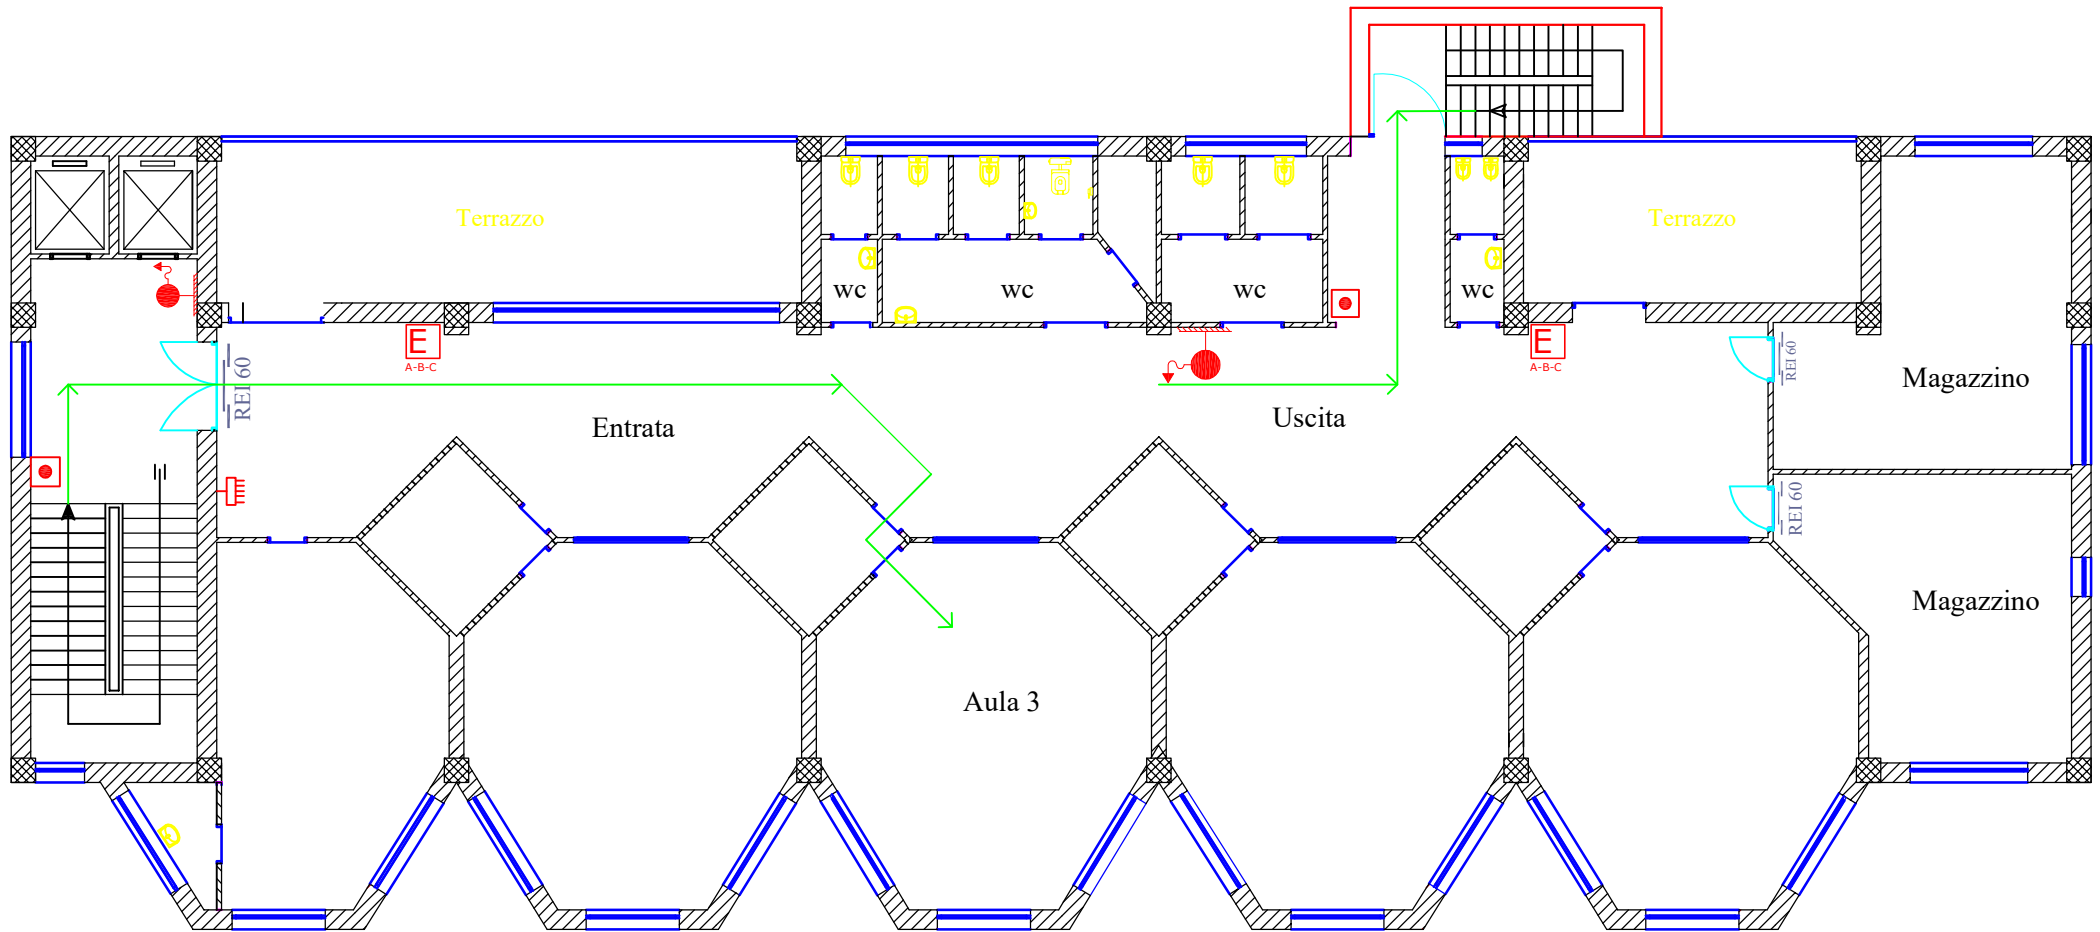 Terrazzo
Terrazzo
wc
wc
wc
wc
E
A-B-C
E
A-B-C
REI 60
REI 60
Magazzino
Entrata
Uscita
REI 60
Magazzino
Aula 3